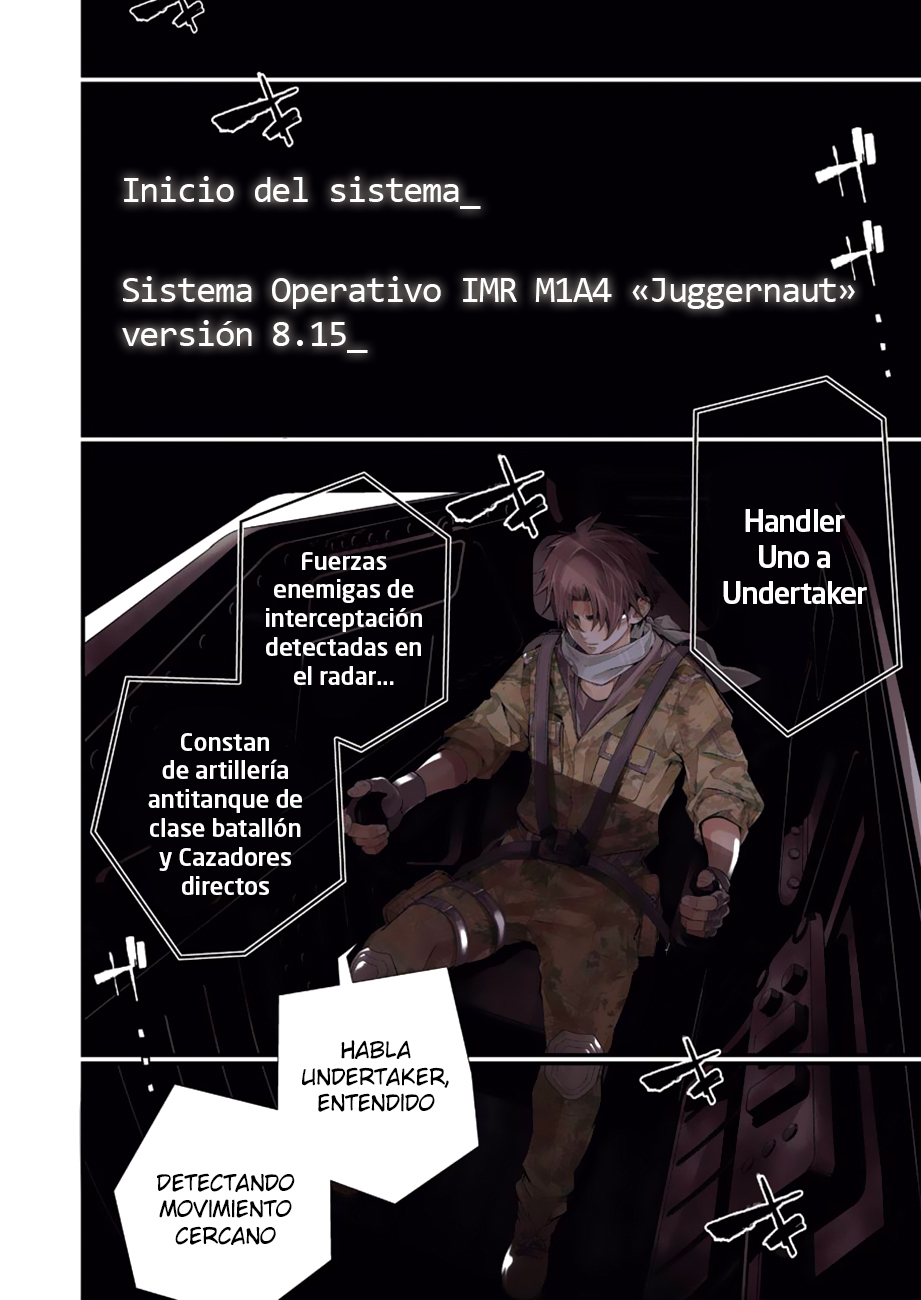 Inicio del sistema_
Sistema Operativo IMR M1A4 «Juggernaut»
versión 8.15_
Handler
Uno a
Undertaker
Fuerzas
enemigas de
interceptación
detectadas en
el radar...
Constan
de artillería
antitanque de
clase batallón
y Cazadores
directos
HABLA
UNDERTAKER,
ENTENDIDO
DETECTANDO
MOVIMIENTO
CERCANO